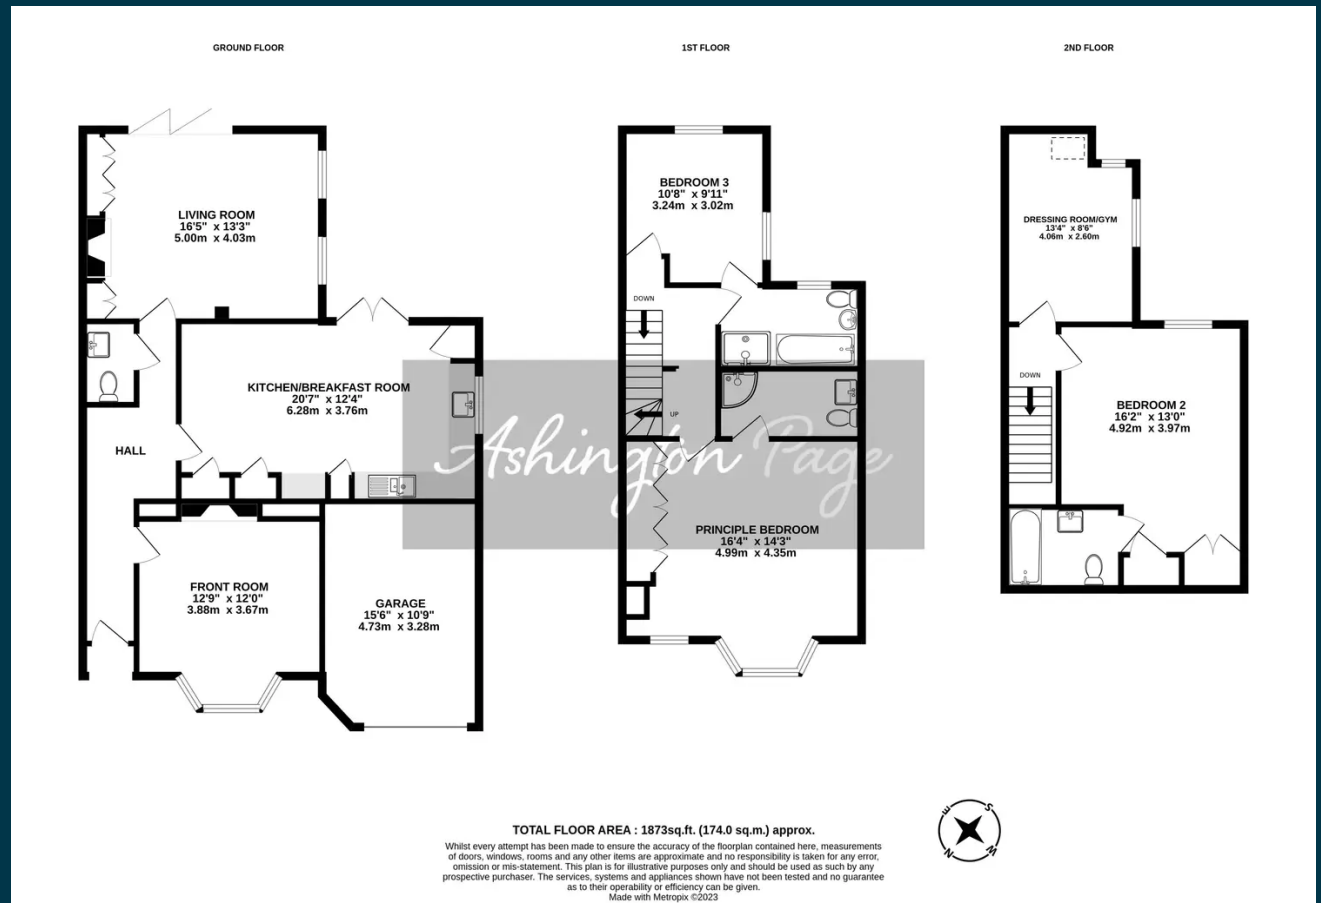 GROUND FLOOR
1ST FLOOR
2ND FLOOR
LIVING ROOM
16'5" x 13'3"
5.00m x 4.03m
KITCHEN/BREAKFAST ROOM
20'7" x 12'4"
6.28m x 3.76m
HALL
FRONT ROOM
12'9" x 12'0"
3.88m x 3.67m
GARAGE
15'6" x 10'9"
4.73m x 3.28m
BEDROOM 3
10'8" x 9'11"
3.24m x 3.02m
DOWN
UP
PRINCIPLE BEDROOM
16'4" x 14'3"
4.99m x 4.35m
DRESSING ROOM/GYM
13'4" x 8'6"
4.06m x 2.60m
DOWN
BEDROOM 2
16'2" x 13'0"
4.92m x 3.97m
Ashington Page
E
S
N
W
TOTAL FLOOR AREA : 1873sq.ft. (174.0 sq.m.) approx.
Whilst every attempt has been made to ensure the accuracy of the floorplan contained here, measurements
of doors, windows, rooms and any other items are approximate and no responsibility is taken for any error,
omission or mis-statement. This plan is for illustrative purposes only and should be used as such by any
prospective purchaser. The services, systems and appliances shown have not been tested and no guarantee
as to their operability or efficiency can be given.
Made with Metropix ©2023